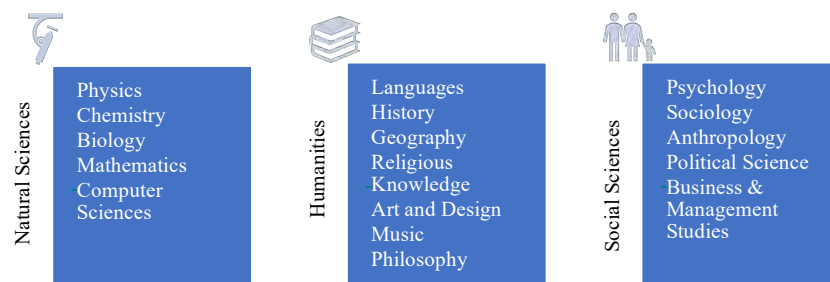 Natural Sciences
Physics
Chemistry
Biology
Mathematics
Computer
Sciences
Humanities
Languages
History
Geography
Religious
Knowledge
Art and Design
Music
Philosophy
Social Sciences
Psychology
Sociology
Anthropology
Political Science
Business &
Management
Studies